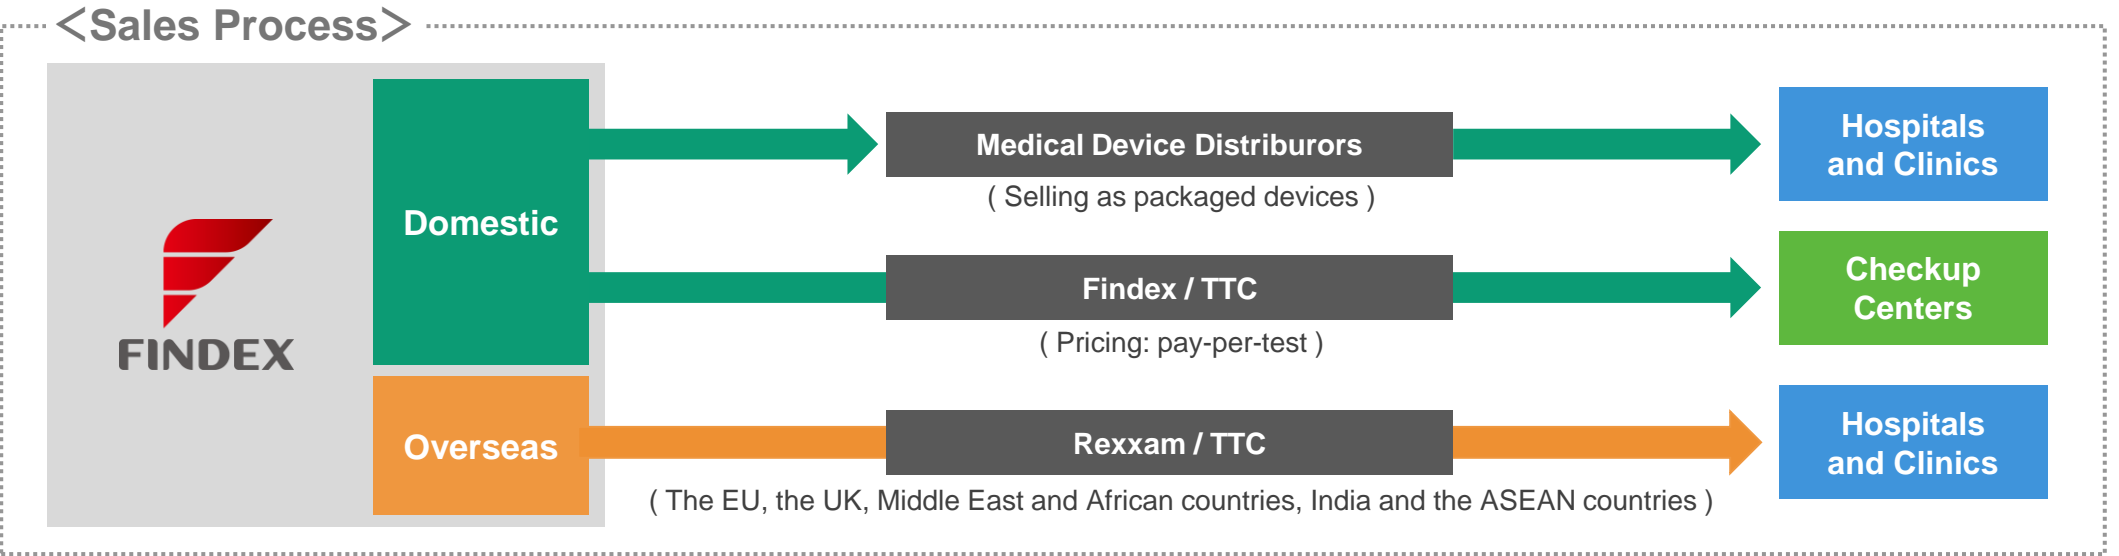 <Sales Process>
FINDEX
Domestic
Medical Device Distriburors
( Selling as packaged devices )
Hospitals
and Clinics
Findex / TTC
( Pricing: pay-per-test )
Checkup
Centers
Overseas
Rexxam / TTC
( The EU, the UK, Middle East and African countries, India and the ASEAN countries )
Hospitals
and Clinics